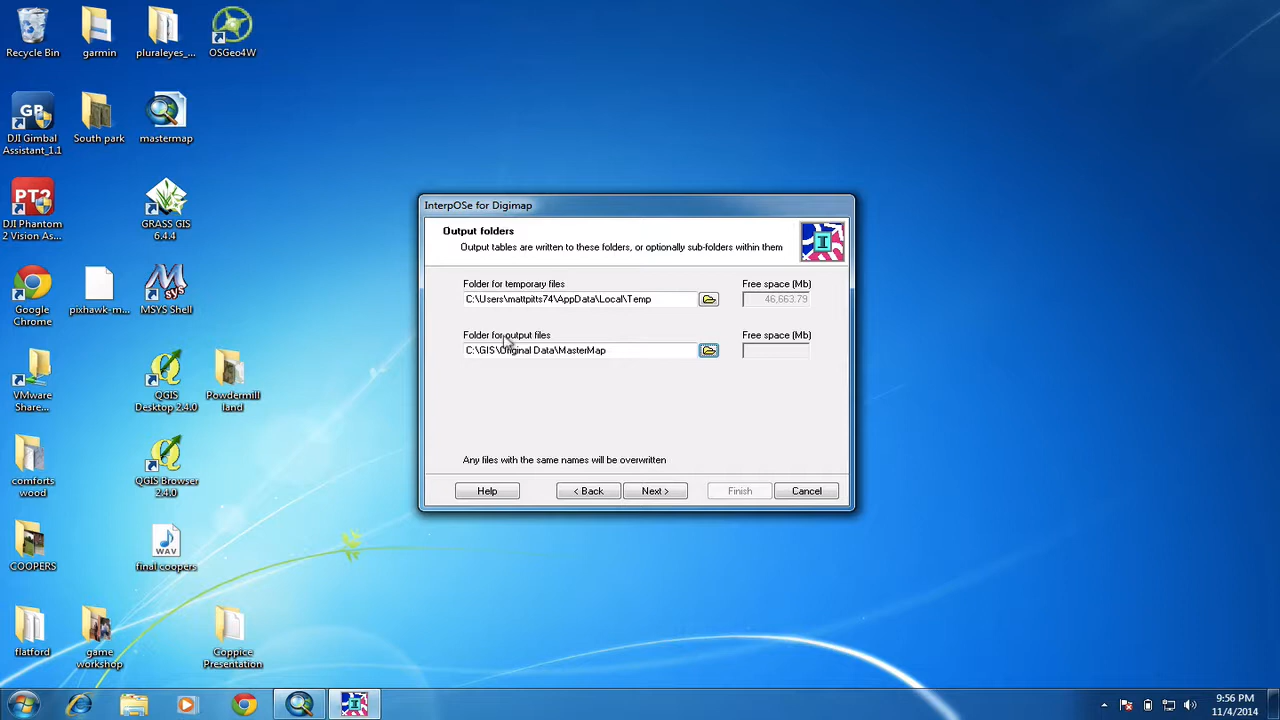 Recycle Bin
garmin
pluraleyes_...
OSGeo4W
GB
DJI Gimbal
Assistant_1.1
South park
mastermap
PT2
DJI Phantom
2 Vision As...
GRASS GIS
6.4.4
Google
Chrome
pixhawk-m...
M
sys
MSYS Shell
VMware
Share...
QGIS
Desktop 2.4.0
Powdermill
land
comforts
wood
QGIS Browser
2.4.0
COOPERS
WAV
final coopers
flatford
game
workshop
Coppice
Presentation
InterpOSe for Digimap
Output folders
Output tables are written to these folders, or optionally sub-folders within them
I
Folder for temporary files
Free space (Mb)
C:\Users\mattpitts74\AppData\Local\Temp
46,663.79
Folder for output files
Free space (Mb)
C:\GIS\Original Data\MasterMap
Any files with the same names will be overwritten
Help
< Back
Next >
Finish
Cancel
9:56 PM
11/4/2014